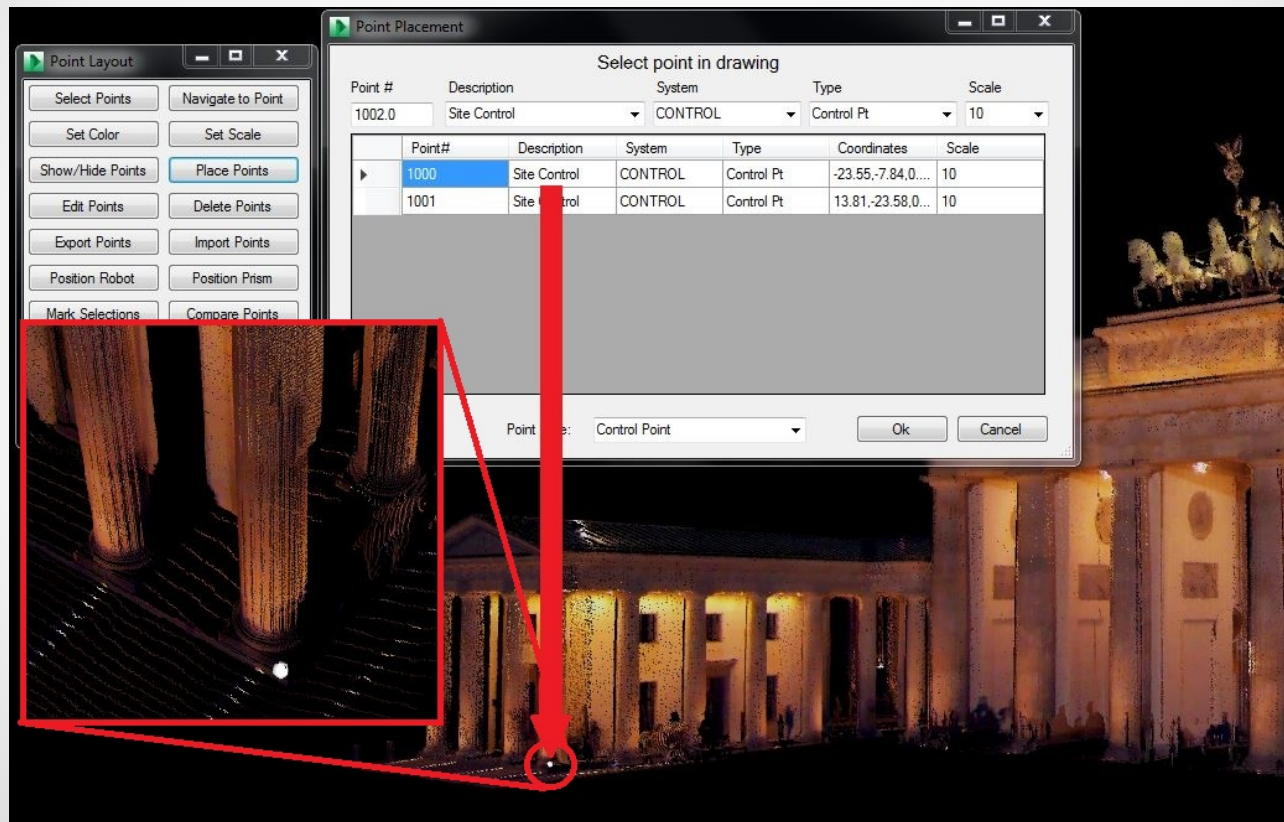 Point Layout
Select Points Navigate to Point
Set Color Set Scale
Show/Hide Points Place Points
Edit Points Delete Points
Export Points Import Points
Position Robot Position Prism
Mark Selections Compare Points
Point Placement
Select point in drawing
Point # Description System Type Scale
1002.0 Site Control CONTROL Control Pt 10
Point# Description System Type Coordinates Scale
1000 Site Control CONTROL Control Pt -23.55,-7.84,0.... 10
1001 Site Control CONTROL Control Pt 13.81,-23.58,0... 10
Point Control Point Ok Cancel